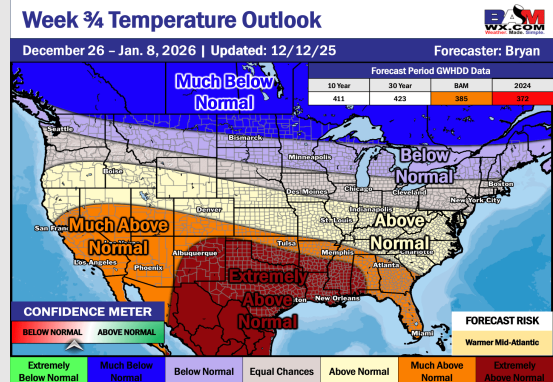 Week ¾ Temperature Outlook
BAM
WX.COM
Weather. Made. Simple.
December 26 – Jan. 8, 2026 | Updated: 12/12/25
Forecaster: Bryan
Forecast Period GWHDD Data
10 Year 30 Year BAM 2024
411 423 385 372
Much Below
Normal
Seattle
Bismarck
Minneapolis
Below
Normal
Boise
Boston
Chicago
Cleveland
Des Moines
New York City
Denver
Indianapolis
St. Louis
Above
Normal
Charlotte
San Fran
Much Above
Normal
Tulsa
Memphis
Albuquerque
Los Angeles
Phoenix
Atlanta
Extremely
Above
Normal
ton
New Orleans
Miami
CONFIDENCE METER
BELOW NORMAL
ABOVE NORMAL
FORECAST RISK
Warmer Mid-Atlantic
Extremely
Below Normal
Much Below
Normal
Below Normal
Equal Chances
Above Normal
Much Above
Normal
Extremely
Above Normal